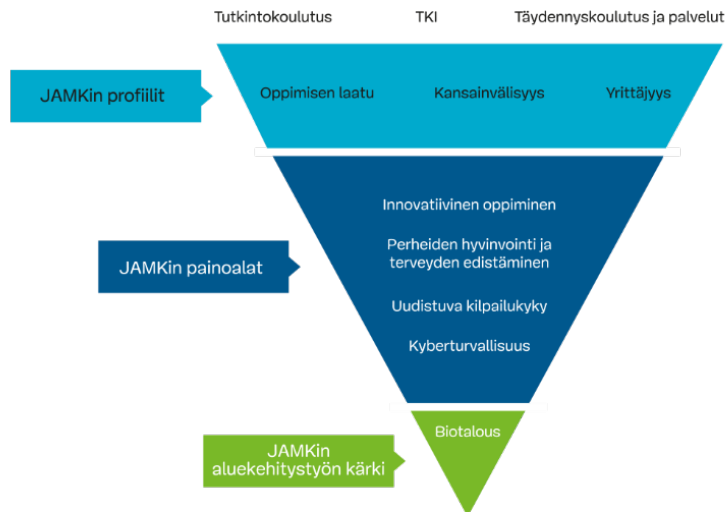 Tutkintokoulutus TKI Täydennyskoulutus ja palvelut
JAMKin profiilit
Oppimisen laatu Kansainvälisyys Yrittäjyys
Innovatiivinen oppiminen
Perheiden hyvinvointi ja
terveyden edistäminen
JAMKin painoalat
Uudistuva kilpailukyky
Kyberturvallisuus
Biotalous
JAMKin
aluekehitystyön kärki